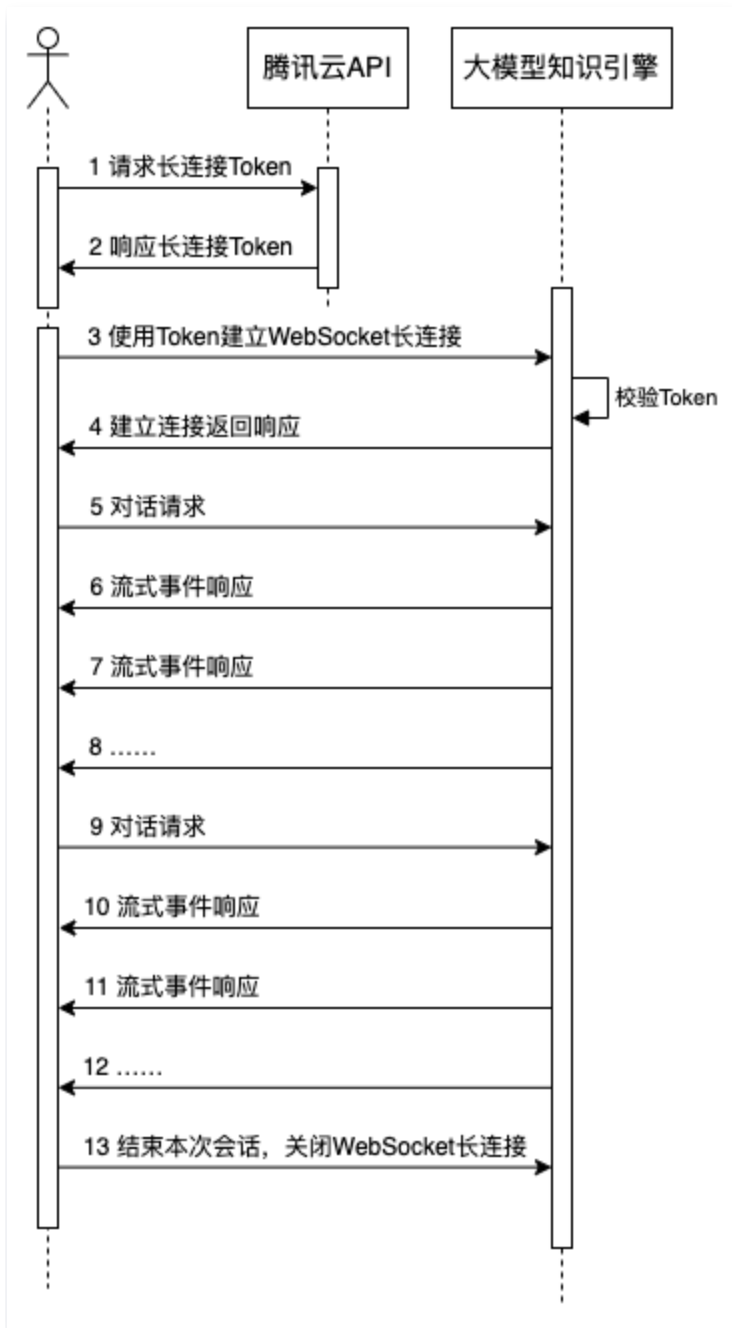 腾讯云API
大模型知识引擎
1 请求长连接Token
2 响应长连接Token
3 使用Token建立WebSocket长连接
校验Token
4 建立连接返回响应
5 对话请求
6 流式事件响应
7 流式事件响应
8 ……
9 对话请求
10 流式事件响应
11 流式事件响应
12 ……
13 结束本次会话，关闭WebSocket长连接